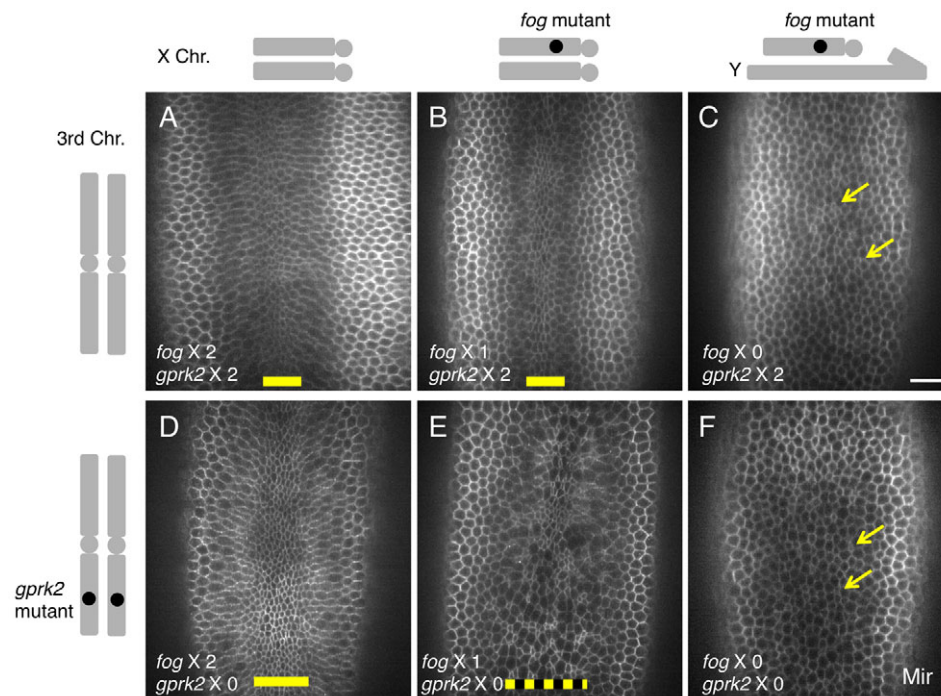 fog mutant
fog mutant
X Chr.
Y
A
B
C
3rd Chr.
fog X 2
gprk2 X 2
fog X 1
gprk2 X 2
fog X 0
gprk2 X 2
D
E
F
gprk2
mutant
fog X 2
gprk2 X 0
fog X 1
gprk2 X 0
fog X 0
gprk2 X 0
Mir